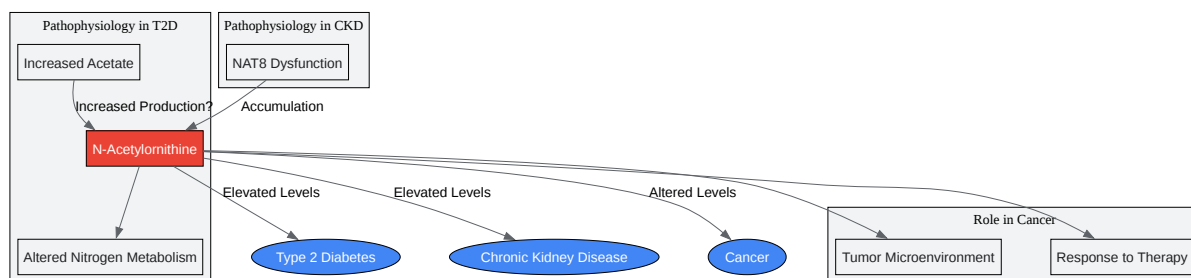 Pathophysiology in T2D
Pathophysiology in CKD
Increased Acetate
NAT8 Dysfunction
Increased Production?
Accumulation
N-Acetylornithine
Elevated Levels
Elevated Levels
Altered Levels
Role in Cancer
Altered Nitrogen Metabolism
Type 2 Diabetes
Chronic Kidney Disease
Cancer
Tumor Microenvironment
Response to Therapy